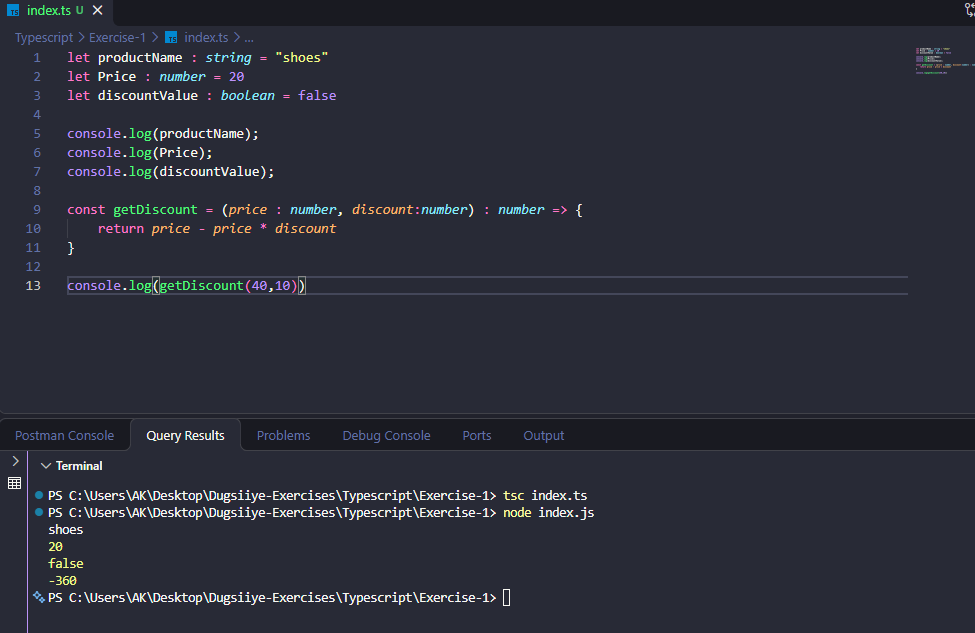 TS index.ts U ✕
Typescript > Exercise-1 > TS index.ts > ...
1 let productName : string = "shoes"
2 let Price : number = 20
3 let discountValue : boolean = false
4
5 console.log(productName);
6 console.log(Price);
7 console.log(discountValue);
8
9 const getDiscount = (price : number, discount:number) : number => {
10     return price - price * discount
11 }
12
13 console.log(getDiscount(40,10))
Postman Console Query Results Problems Debug Console Ports Output
Terminal
PS C:\Users\AK\Desktop\Dugsiiye-Exercises\Typescript\Exercise-1> tsc index.ts
PS C:\Users\AK\Desktop\Dugsiiye-Exercises\Typescript\Exercise-1> node index.js
shoes
20
false
-360
PS C:\Users\AK\Desktop\Dugsiiye-Exercises\Typescript\Exercise-1>